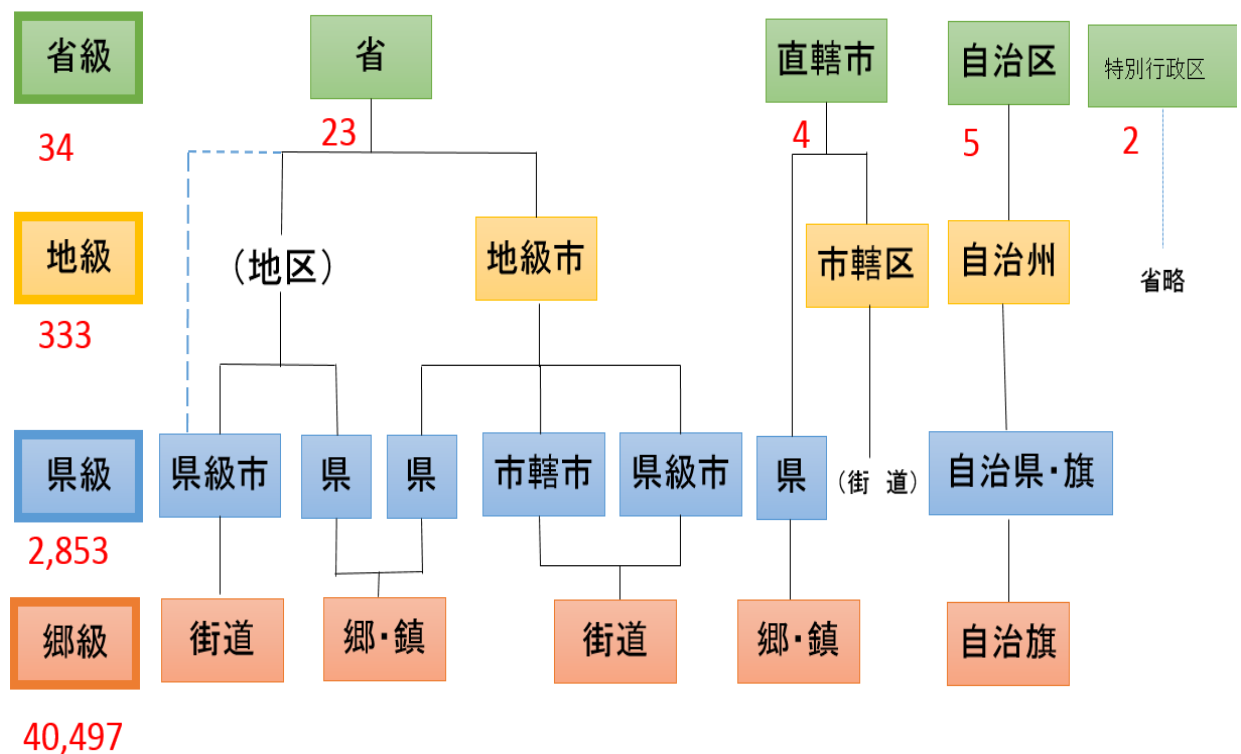 省級
省
直轄市
自治区
特別行政区
34
23
4
5
2
地級
(地区)
地級市
市轄区
自治州
省略
333
県級
県級市
県
県
市轄市
県級市
県
(街 道)
自治県・旗
2,853
郷級
街道
郷・鎮
街道
郷・鎮
自治旗
40,497